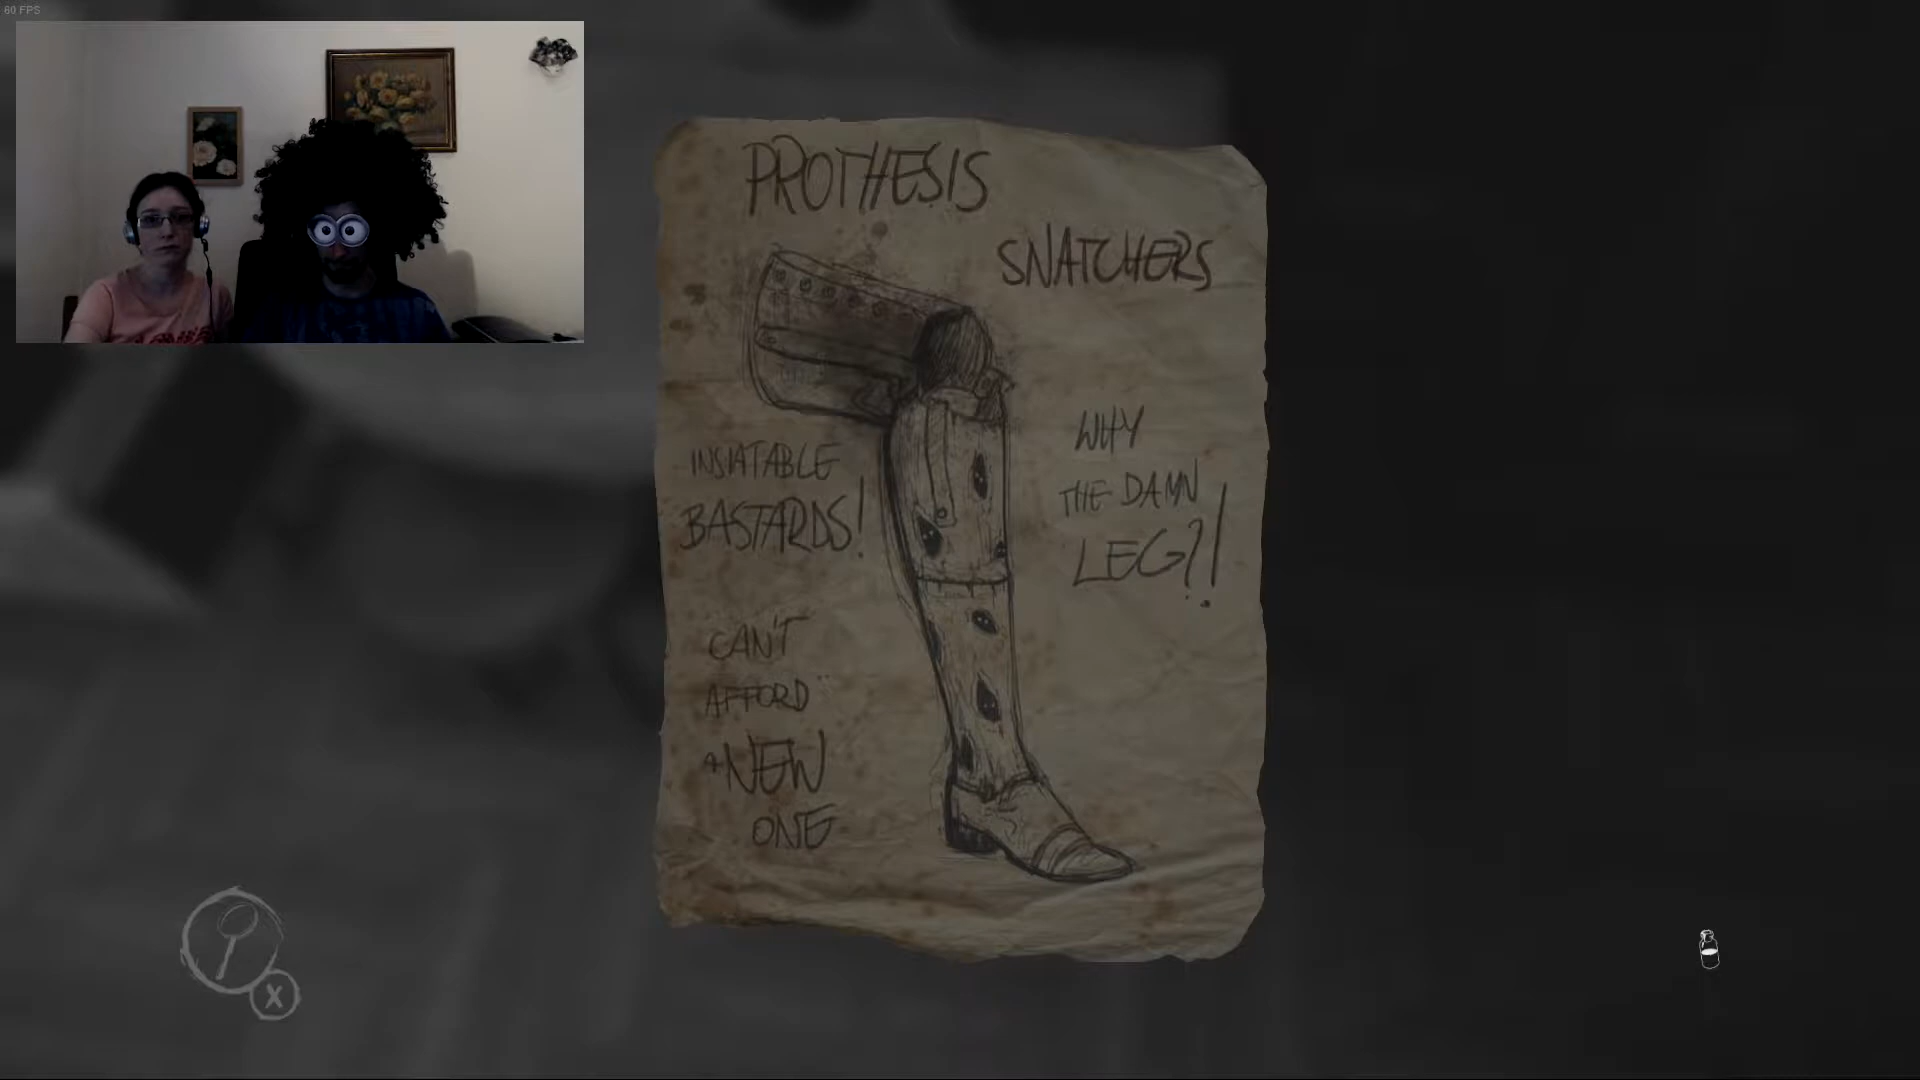 60 FPS
PROTHESIS
SNATCHERS
INSIATABLE
BASTARDS!
WHY
THE DAMN
LEG?!
CAN'T
AFFORD
A NEW
ONE
X